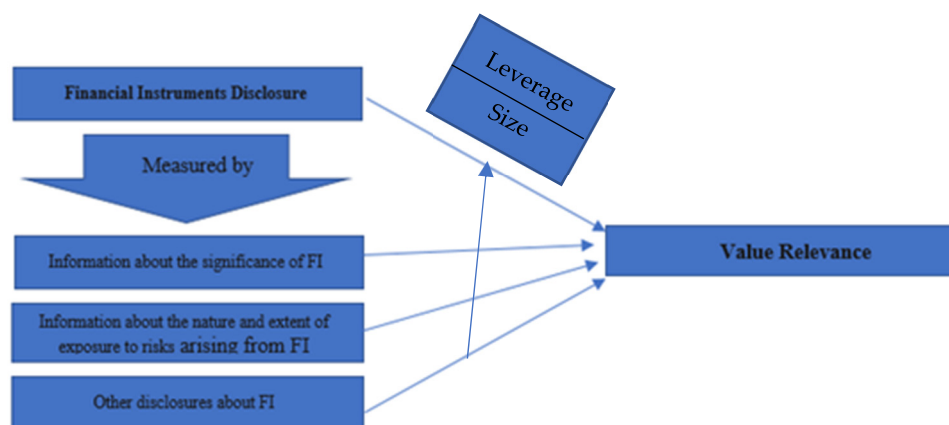 Leverage
Size
Financial Instruments Disclosure
Measured by
Information about the significance of FI
Value Relevance
Information about the nature and extent of
exposure to risks arising from FI
Other disclosures about FI